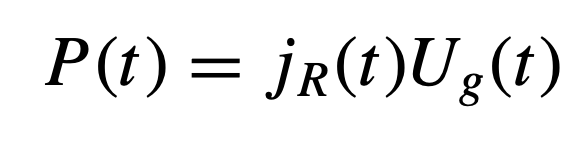 P(t) = j_R(t)U_g(t)